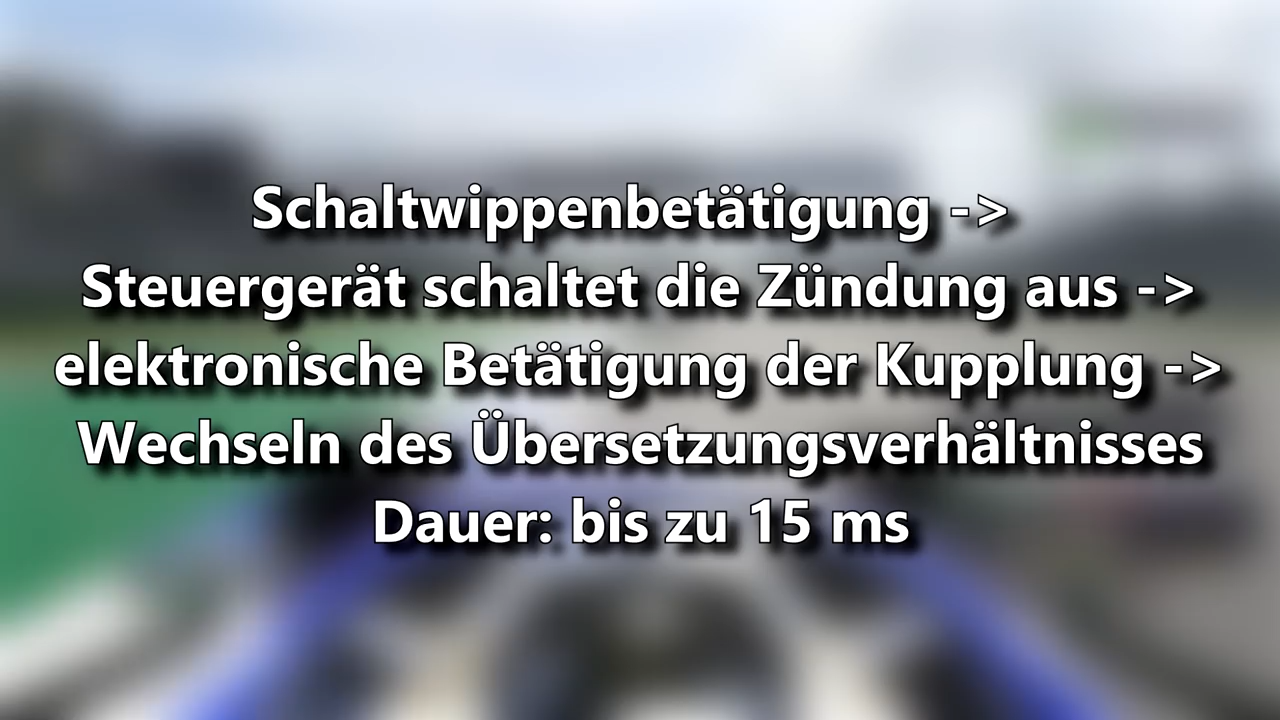 Schaltwippenbetätigung ->
Steuergerät schaltet die Zündung aus ->
elektronische Betätigung der Kupplung ->
Wechseln des Übersetzungsverhältnisses
Dauer: bis zu 15 ms